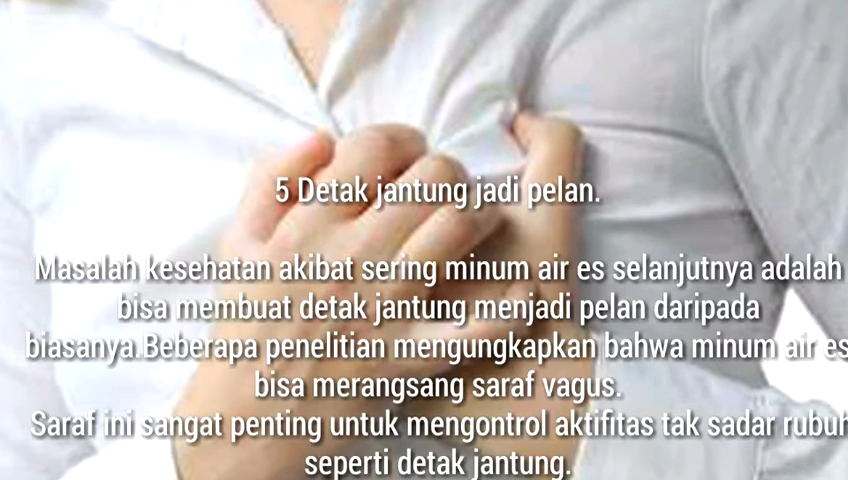 5 Detak jantung jadi pelan.
Masalah kesehatan akibat sering minum air es selanjutnya adalah
bisa membuat detak jantung menjadi pelan daripada
biasanya.Beberapa penelitian mengungkapkan bahwa minum air es
bisa merangsang saraf vagus.
Saraf ini sangat penting untuk mengontrol aktifitas tak sadar rubuh
seperti detak jantung.